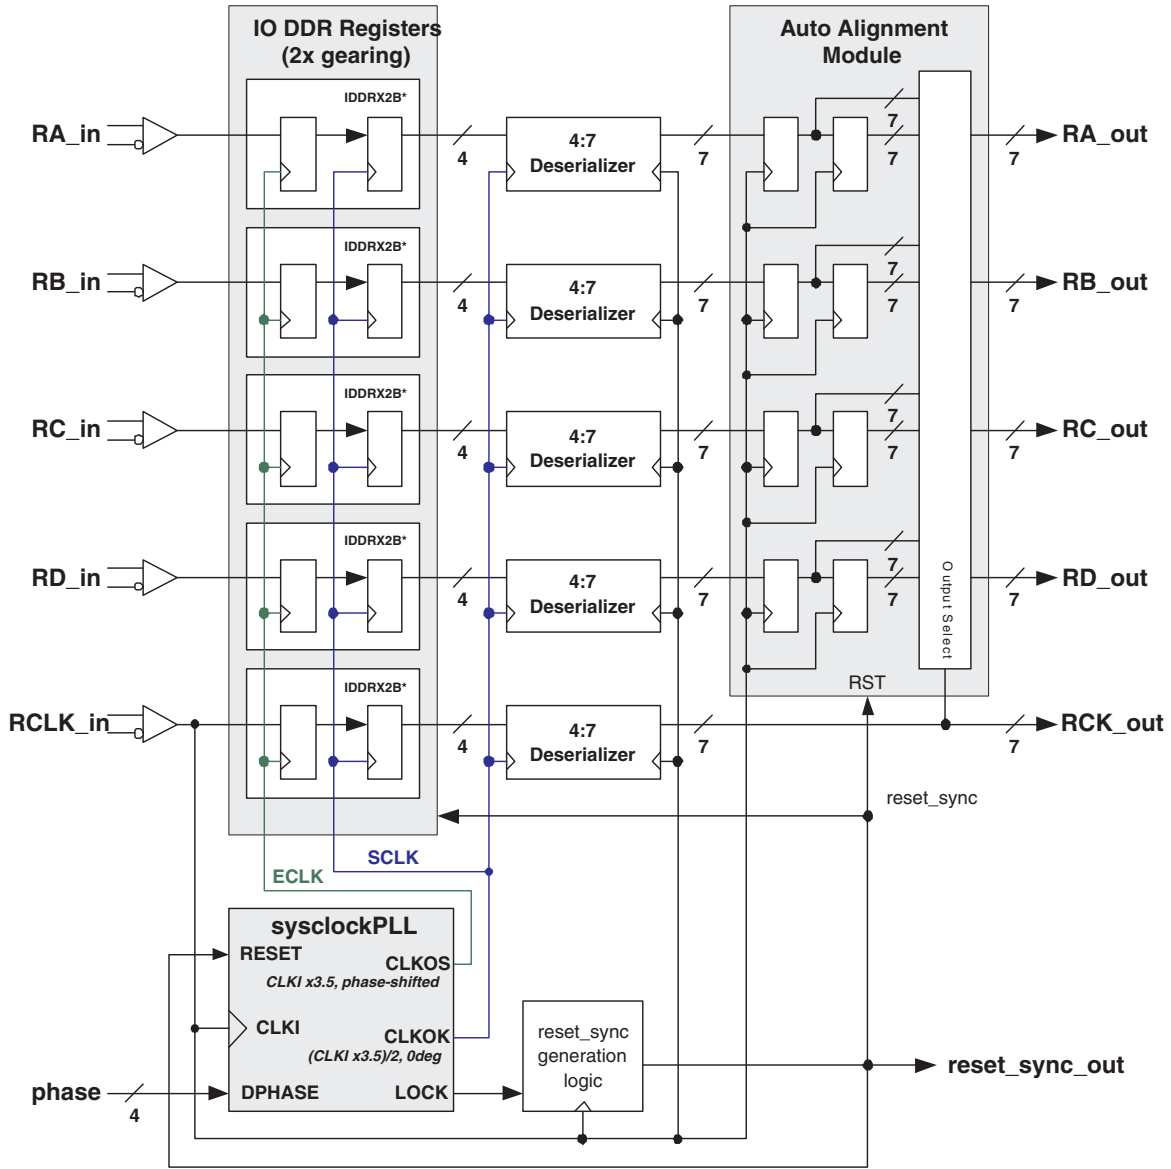 IO DDR Registers
(2x gearing)
Auto Alignment
Module
IDDRX2B*
RA_in
4
4:7
Deserializer
7
7
7
7
RA_out
IDDRX2B*
RB_in
4
4:7
Deserializer
7
7
7
7
RB_out
IDDRX2B*
RC_in
4
4:7
Deserializer
7
7
7
7
RC_out
IDDRX2B*
RD_in
4
4:7
Deserializer
7
7
7
7
RD_out
Output Select
RST
IDDRX2B*
RCLK_in
4
4:7
Deserializer
7
7
RCK_out
reset_sync
SCLK
ECLK
sysclockPLL
RESET
CLKOS
CLKI x3.5, phase-shifted
CLKI
CLKOK
(CLKI x3.5)/2, 0deg
DPHASE
LOCK
phase
4
reset_sync
generation
logic
reset_sync_out